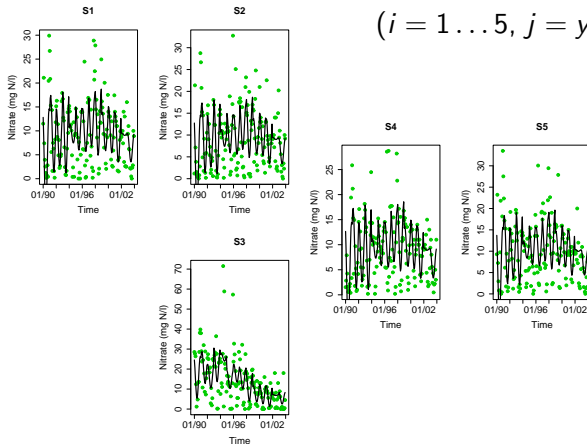 (i = 1 . . . 5, j = y
S1
Nitrate (mg N/l)
0 5 10 15 20 25 30
01/90 01/96 01/02
Time
S2
Nitrate (mg N/l)
0 5 10 15 20 25 30
01/90 01/96 01/02
Time
S4
Nitrate (mg N/l)
0 5 10 15 20 25
01/90 01/96 01/02
Time
S5
Nitrate (mg N/l)
0 5 10 15 20 25 30
01/90 01/96 01/02
Time
S3
Nitrate (mg N/l)
0 10 20 30 40 50 60 70
01/90 01/96 01/02
Time